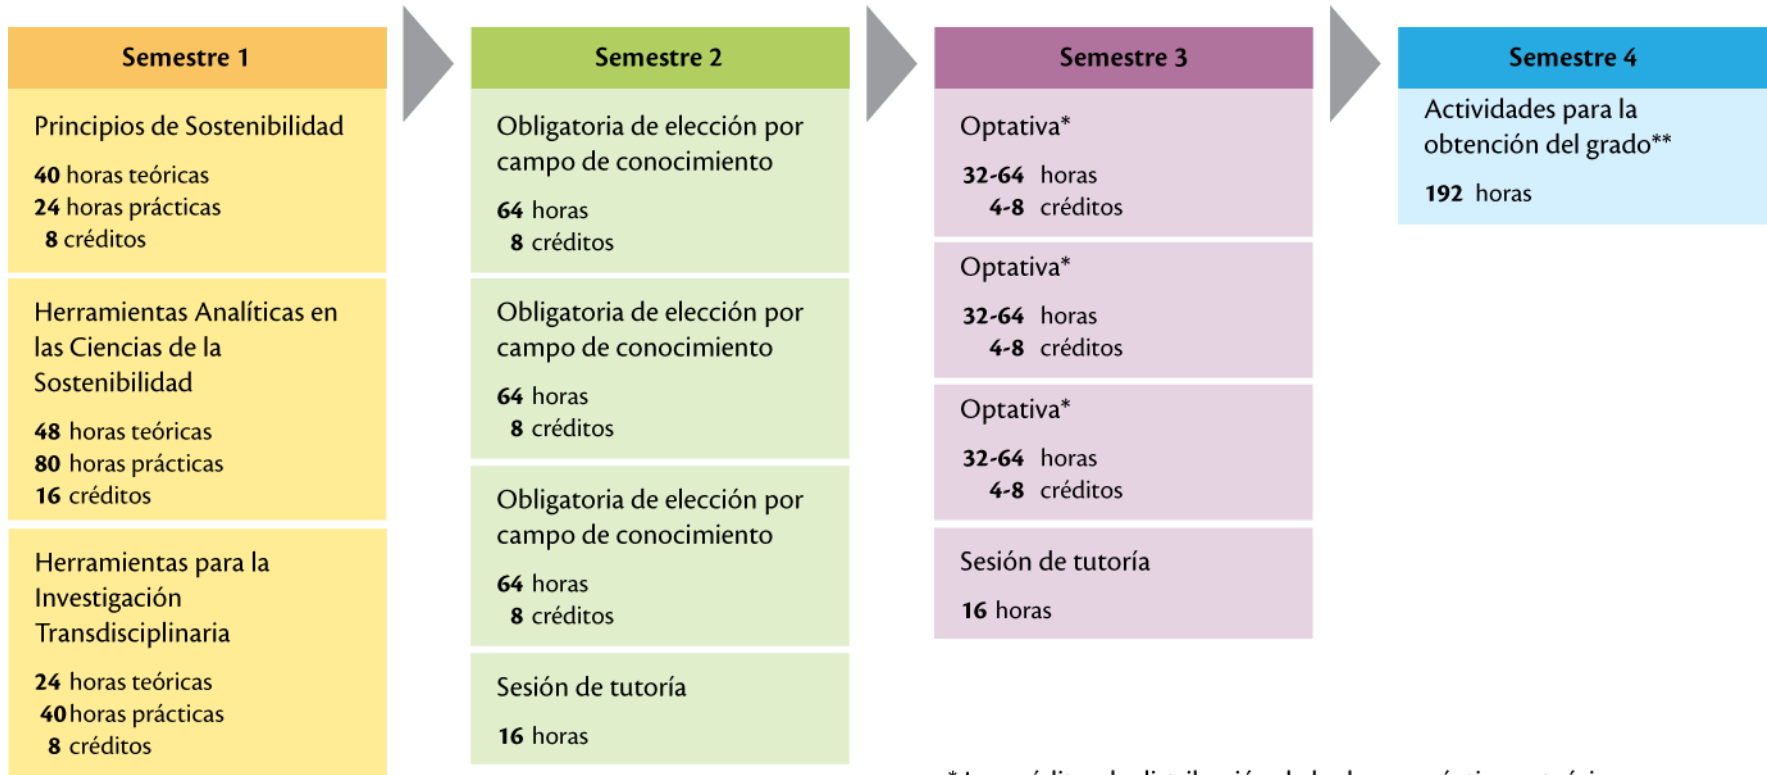 Semestre 1
Principios de Sostenibilidad
40 horas teóricas
24 horas prácticas
8 créditos
Herramientas Analíticas en
las Ciencias de la
Sostenibilidad
48 horas teóricas
80 horas prácticas
16 créditos
Herramientas para la
Investigación
Transdisciplinaria
24 horas teóricas
40 horas prácticas
8 créditos
Semestre 2
Obligatoria de elección por
campo de conocimiento
64 horas
8 créditos
Obligatoria de elección por
campo de conocimiento
64 horas
8 créditos
Obligatoria de elección por
campo de conocimiento
64 horas
8 créditos
Sesión de tutoría
16 horas
Semestre 3
Optativa*
32-64 horas
4-8 créditos
Optativa*
32-64 horas
4-8 créditos
Optativa*
32-64 horas
4-8 créditos
Sesión de tutoría
16 horas
Semestre 4
Actividades para la
obtención del grado**
192 horas